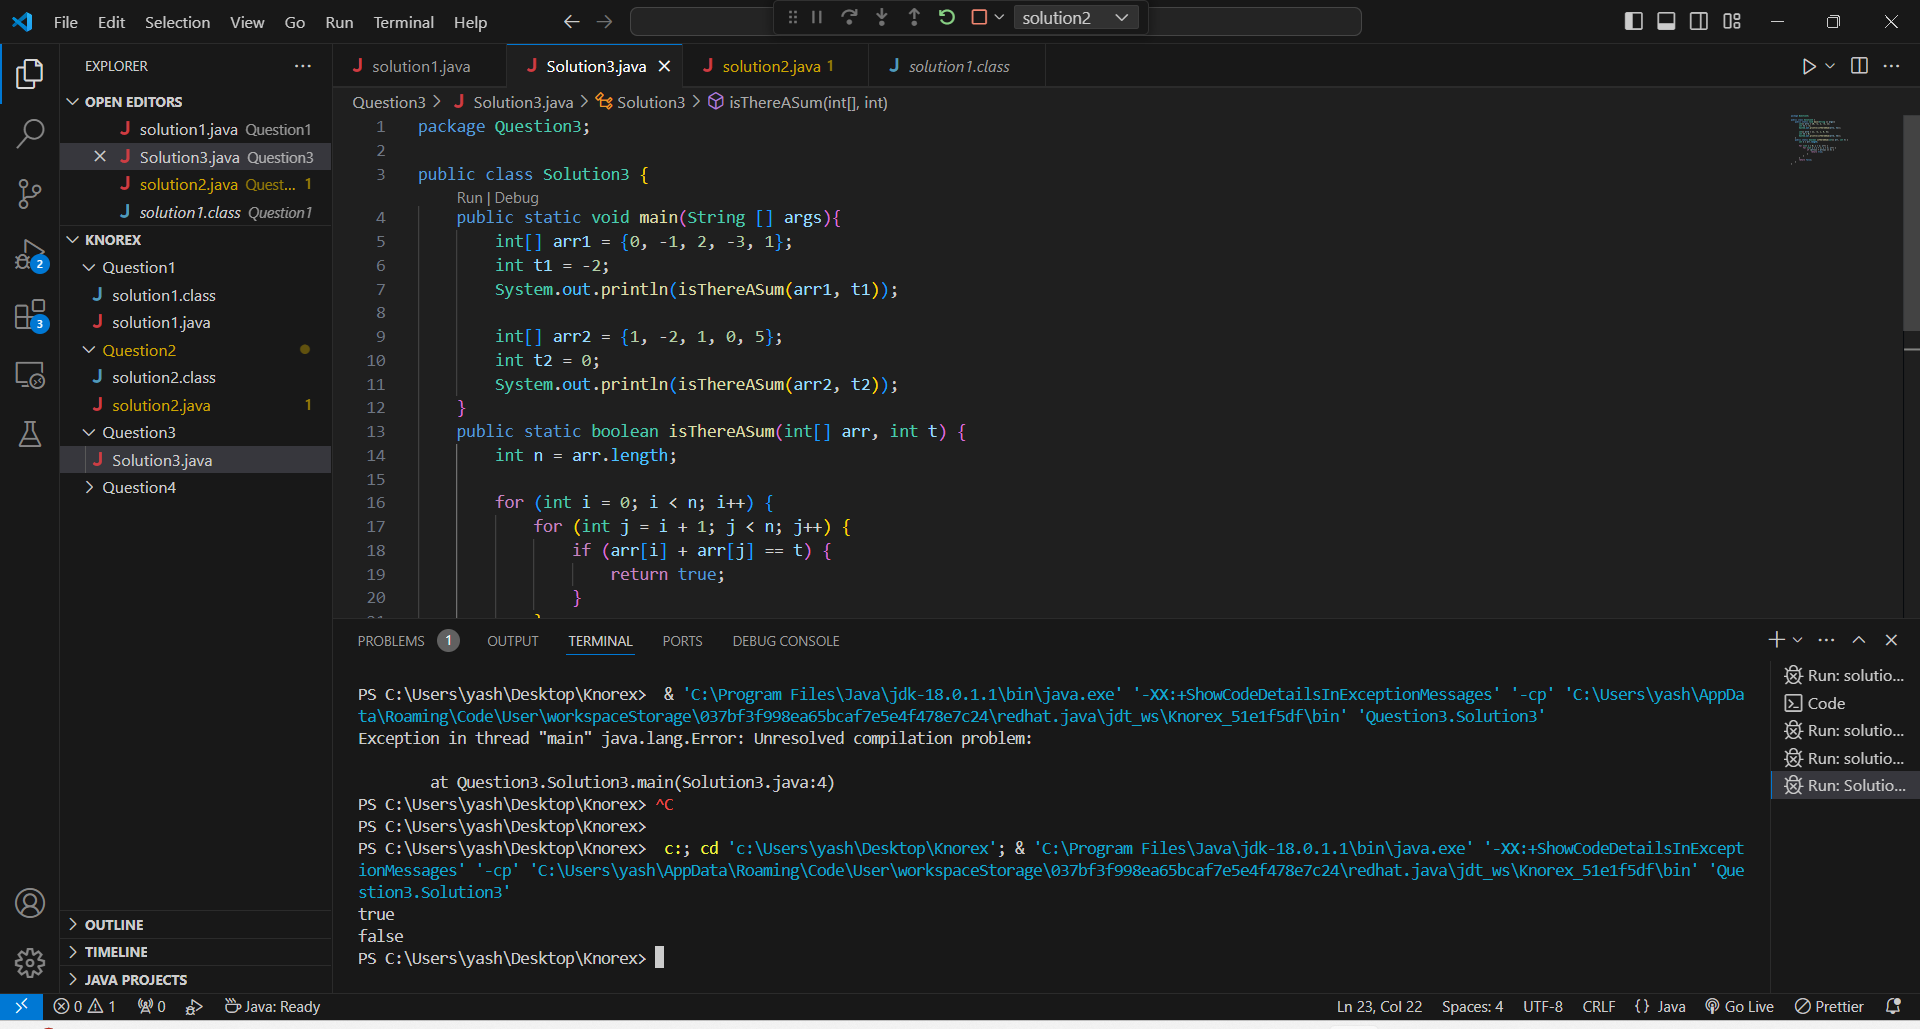 File Edit Selection View Go Run Terminal Help
solution2
EXPLORER
OPEN EDITORS
solution1.java Question1
Solution3.java Question3
solution2.java Quest... 1
solution1.class Question1
KNOREX
Question1
solution1.class
solution1.java
Question2
solution2.class
solution2.java 1
Question3
Solution3.java
Question4
OUTLINE
TIMELINE
JAVA PROJECTS
2
3
solution1.java
Solution3.java
solution2.java 1
solution1.class
Question3 > Solution3.java > Solution3 > isThereASum(int[], int)
1 package Question3;
2
3 public class Solution3 {
Run | Debug
4 public static void main(String [] args){
5 int[] arr1 = {0, -1, 2, -3, 1};
6 int t1 = -2;
7 System.out.println(isThereASum(arr1, t1));
8
9 int[] arr2 = {1, -2, 1, 0, 5};
10 int t2 = 0;
11 System.out.println(isThereASum(arr2, t2));
12 }
13 public static boolean isThereASum(int[] arr, int t) {
14 int n = arr.length;
15
16 for (int i = 0; i < n; i++) {
17 for (int j = i + 1; j < n; j++) {
18 if (arr[i] + arr[j] == t) {
19 return true;
20 }
PROBLEMS 1 OUTPUT TERMINAL PORTS DEBUG CONSOLE
PS C:\Users\yash\Desktop\Knorex> & 'C:\Program Files\Java\jdk-18.0.1.1\bin\java.exe' '-XX:+ShowCodeDetailsInExceptionMessages' '-cp' 'C:\Users\yash\AppDa
ta\Roaming\Code\User\workspaceStorage\037bf3f998ea65bcaf7e5e4f478e7c24\redhat.java\jdt_ws\Knorex_51e1f5df\bin' 'Question3.Solution3'
Exception in thread "main" java.lang.Error: Unresolved compilation problem:
at Question3.Solution3.main(Solution3.java:4)
PS C:\Users\yash\Desktop\Knorex> ^C
PS C:\Users\yash\Desktop\Knorex>
PS C:\Users\yash\Desktop\Knorex> c:; cd 'c:\Users\yash\Desktop\Knorex'; & 'C:\Program Files\Java\jdk-18.0.1.1\bin\java.exe' '-XX:+ShowCodeDetailsInExcept
ionMessages' '-cp' 'C:\Users\yash\AppData\Roaming\Code\User\workspaceStorage\037bf3f998ea65bcaf7e5e4f478e7c24\redhat.java\jdt_ws\Knorex_51e1f5df\bin' 'Que
stion3.Solution3'
true
false
PS C:\Users\yash\Desktop\Knorex>
Run: solutio...
Code
Run: solutio...
Run: solutio...
Run: Solutio...
0 1 0 Java: Ready
Ln 23, Col 22 Spaces: 4 UTF-8 CRLF {} Java Go Live Prettier